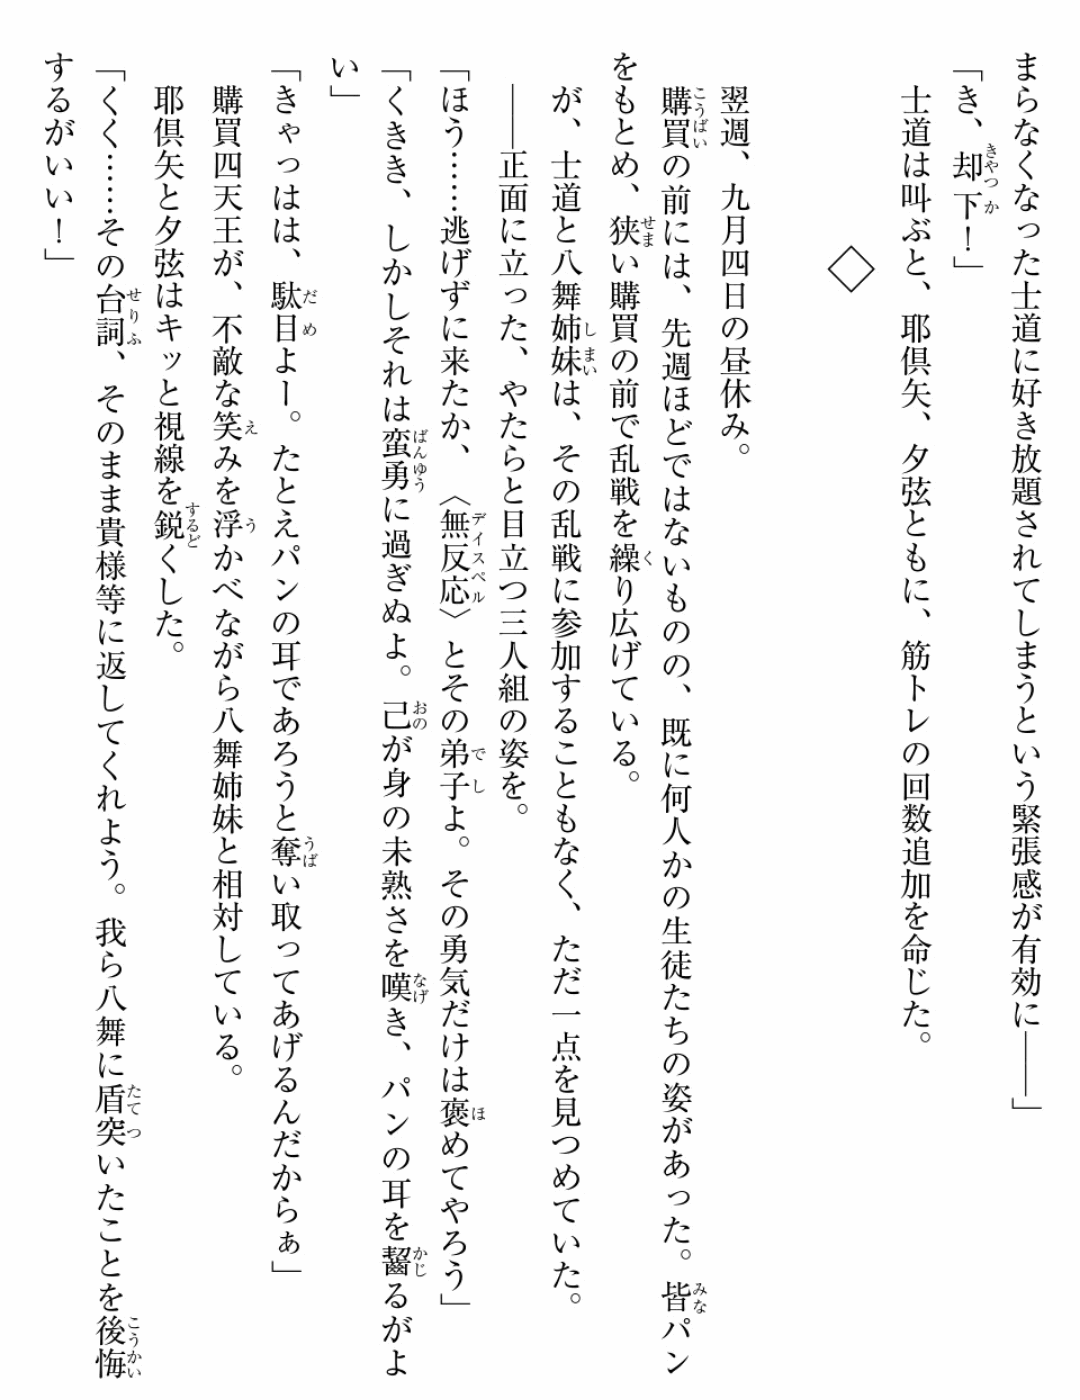 まらなくなった士道に好き放題されてしまうという緊張感が有効に――」
「き、却下！」
士道は叫ぶと、耶倶矢、夕弦ともに、筋トレの回数追加を命じた。
◇
翌週、九月四日の昼休み。
購買の前には、先週ほどではないものの、既に何人かの生徒たちの姿があった。皆パン
をもとめ、狭い購買の前で乱戦を繰り広げている。
が、士道と八舞姉妹は、その乱戦に参加することもなく、ただ一点を見つめていた。
――正面に立った、やたらと目立つ三人組の姿を。
「ほう……逃げずに来たか、〈無反応〉とその弟子よ。その勇気だけは褒めてやろう」
「くきき、しかしそれは蛮勇に過ぎぬよ。己が身の未熟さを嘆き、パンの耳を齧るがよ
い」
「きゃっはは、駄目よー。たとえパンの耳であろうと奪い取ってあげるんだからぁ」
購買四天王が、不敵な笑みを浮かべながら八舞姉妹と相対している。
耶倶矢と夕弦はキッと視線を鋭くした。
「くく……その台詞、そのまま貴様等に返してくれよう。我ら八舞に盾突いたことを後悔
するがいい！」